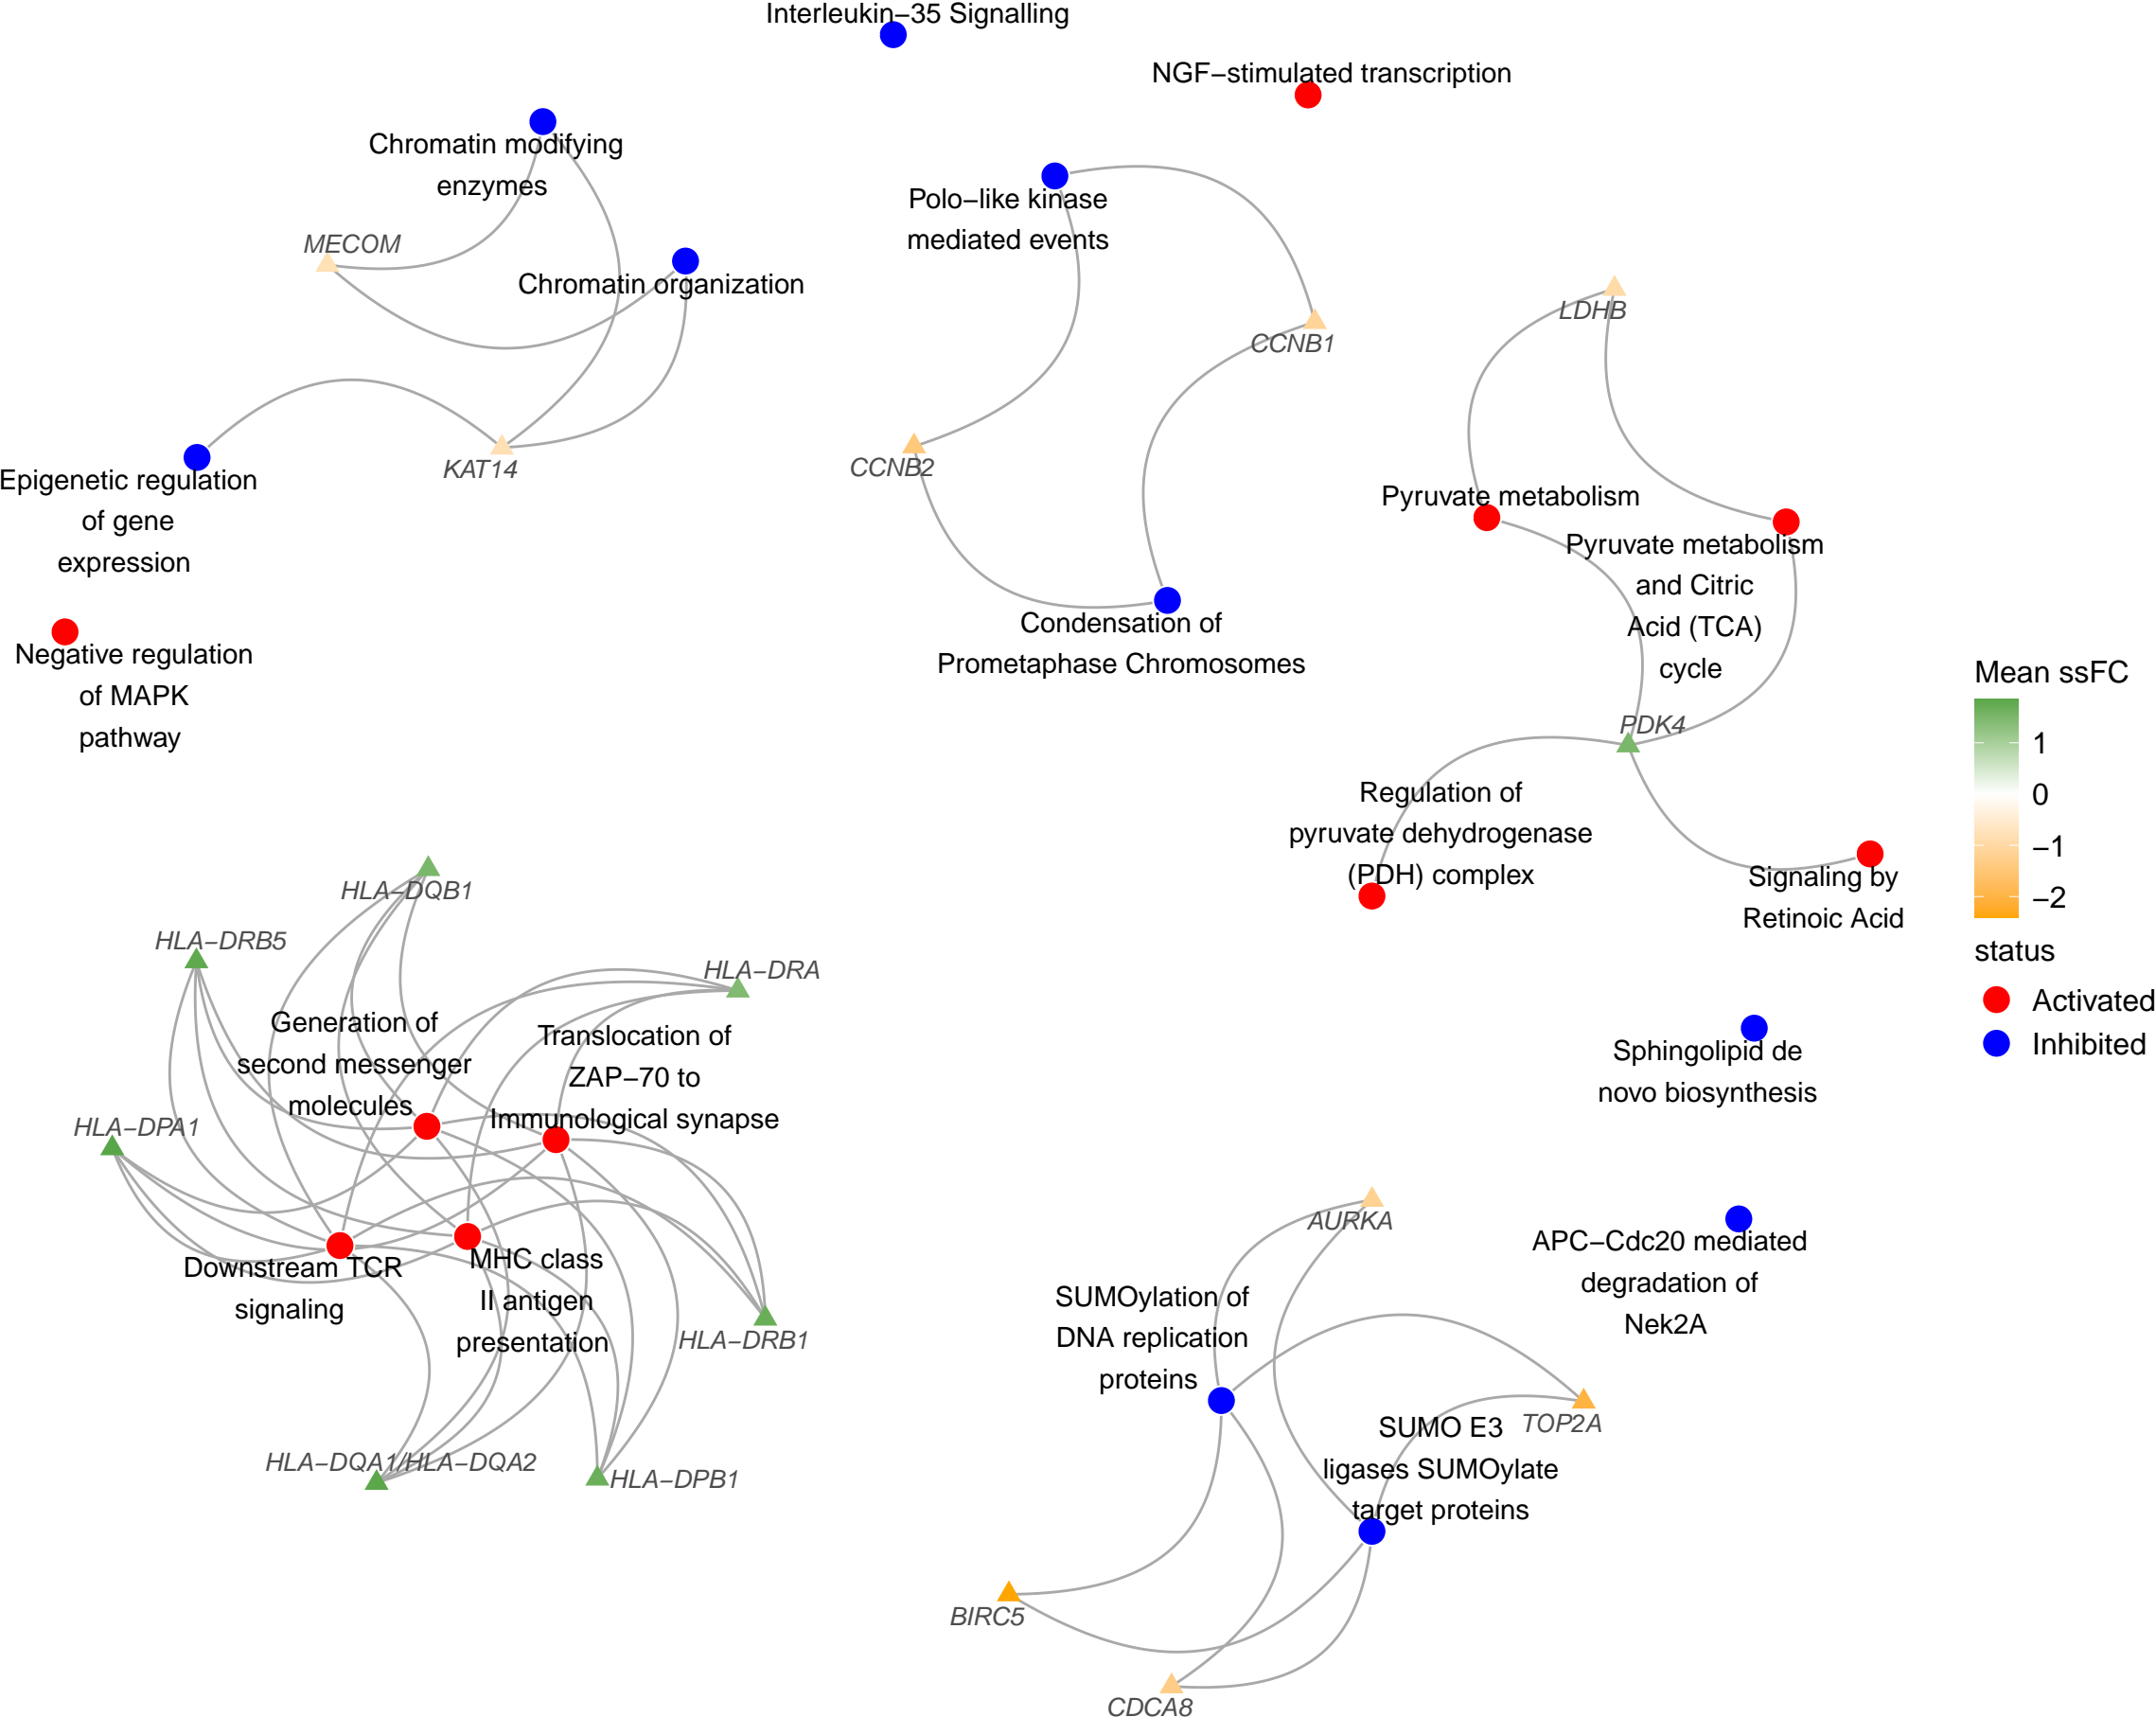 Interleukin−35 Signalling
NGF−stimulated transcription
Chromatin modifying
enzymes
MECOM
Chromatin organization
KAT14
Epigenetic regulation
of gene
expression
Negative regulation
of MAPK
pathway
Polo−like kinase
mediated events
CCNB1
CCNB2
Condensation of
Prometaphase Chromosomes
LDHB
Pyruvate metabolism
Pyruvate metabolism
and Citric
Acid (TCA)
cycle
PDK4
Regulation of
pyruvate dehydrogenase
(PDH) complex
Signaling by
Retinoic Acid
Mean ssFC
1
0
−1
−2
status
Activated
Inhibited
HLA−DQB1
HLA−DRB5
HLA−DRA
Generation of
second messenger
molecules
Translocation of
ZAP−70 to
Immunological synapse
HLA−DPA1
Downstream TCR
signaling
MHC class
II antigen
presentation
HLA−DRB1
HLA−DQA1/HLA−DQA2
HLA−DPB1
Sphingolipid de
novo biosynthesis
APC−Cdc20 mediated
degradation of
Nek2A
AURKA
SUMOylation of
DNA replication
proteins
SUMO E3
ligases SUMOylate
target proteins
TOP2A
BIRC5
CDCA8